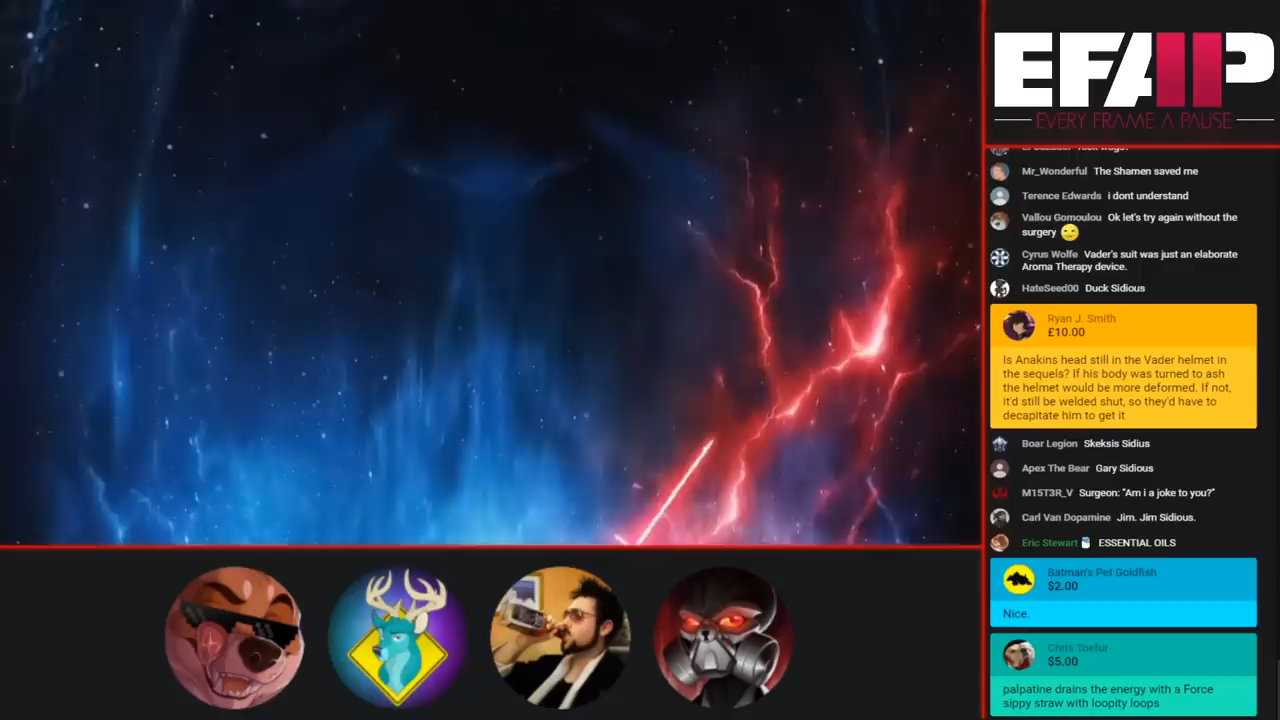 EFAP
EVERY FRAME A PAUSE
Mr_Wonderful The Shamen saved me
Terence Edwards i dont understand
Vallou Gomoulou Ok let's try again without the
surgery
Cyrus Wolfe Vader's suit was just an elaborate
Aroma Therapy device.
HateSeed00 Duck Sidious
Ryan J. Smith
£10.00
Is Anakins head still in the Vader helmet in
the sequels? If his body was turned to ash
the helmet would be more deformed. If not,
it'd still be welded shut, so they'd have to
decapitate him to get it
Boar Legion Skeksis Sidius
Apex The Bear Gary Sidious
M15T3R_V Surgeon: "Am i a joke to you?"
Carl Van Dopamine Jim. Jim Sidious.
Eric Stewart ESSENTIAL OILS
Batman's Pet Goldfish
$2.00
Nice.
Chris Toefur
$5.00
palpatine drains the energy with a Force
sippy straw with loopity loops